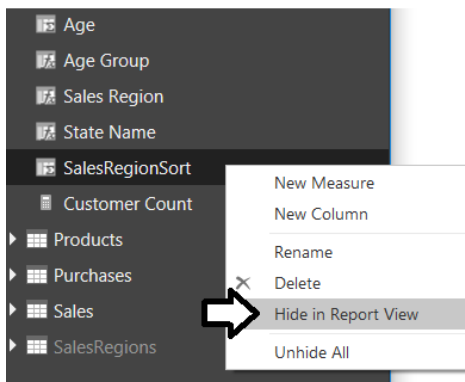 Age
Age Group
Sales Region
State Name
SalesRegionSort
Customer Count
Products
Purchases
Sales
SalesRegions
New Measure
New Column
Rename
Delete
Hide in Report View
Unhide All